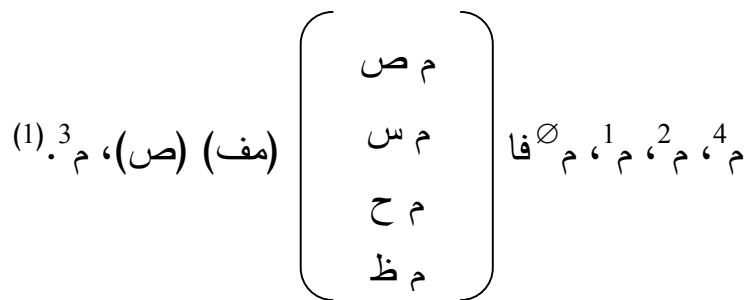 م⁴، م²، م¹، م∅ فا
م ص
م س
م ح
م ظ
(مف) (ص)، م³.(1)